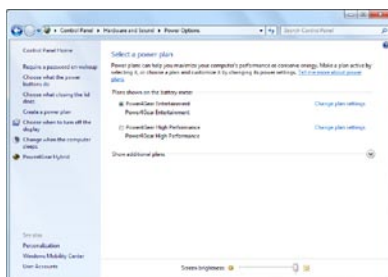 Control Panel ▸ Hardware and Sound ▸ Power Options
Search Control Panel
Control Panel Home
Require a password on wakeup
Choose what the power
buttons do
Choose what closing the lid
does
Create a power plan
Choose when to turn off the
display
Change when the computer
sleeps
Power4Gear Hybrid
See also
Personalization
Windows Mobility Center
User Accounts
Select a power plan
Power plans can help you maximize your computer's performance or conserve energy. Make a plan active by
selecting it, or choose a plan and customize it by changing its power settings. Tell me more about power
plans
Plans shown on the battery meter
Power4Gear Entertainment
Change plan settings
Power4Gear Entertainment
Power4Gear High Performance
Change plan settings
Power4Gear High Performance
Show additional plans
Screen brightness: